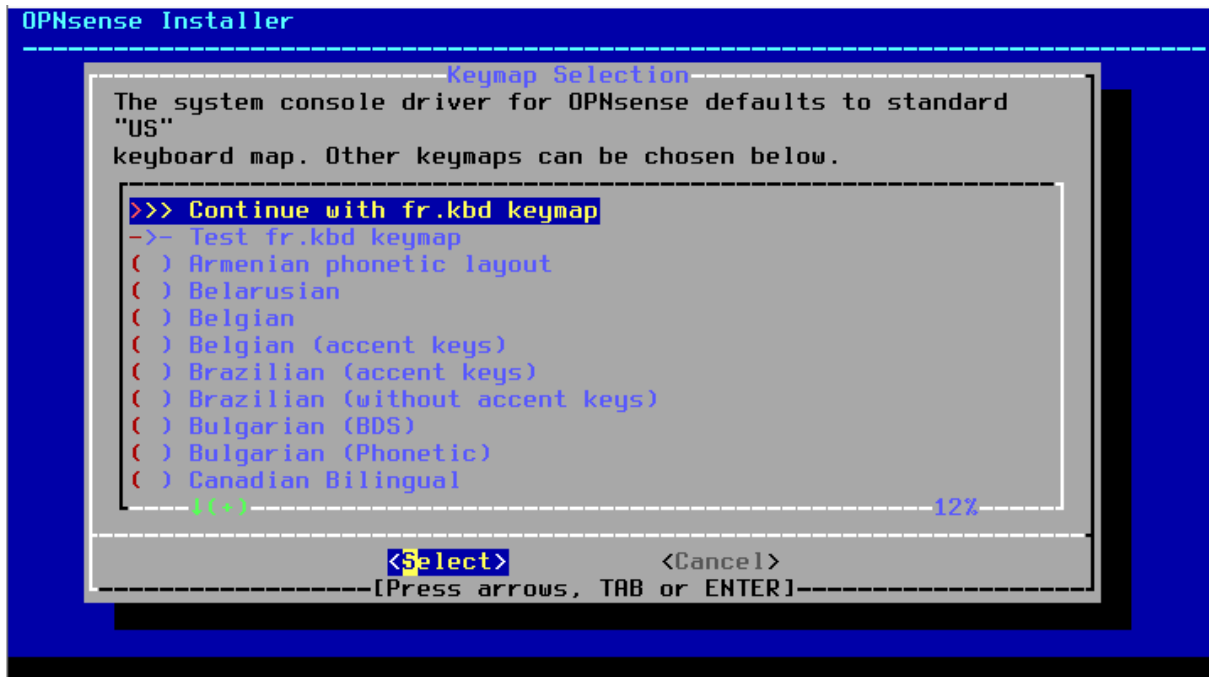 OPNsense Installer
Keymap Selection
The system console driver for OPNsense defaults to standard
"US"
keyboard map. Other keymaps can be chosen below.
>>> Continue with fr.kbd keymap
->- Test fr.kbd keymap
( ) Armenian phonetic layout
( ) Belarusian
( ) Belgian
( ) Belgian (accent keys)
( ) Brazilian (accent keys)
( ) Brazilian (without accent keys)
( ) Bulgarian (BDS)
( ) Bulgarian (Phonetic)
( ) Canadian Bilingual
↓(+) 12%
<Select> <Cancel>
[Press arrows, TAB or ENTER]